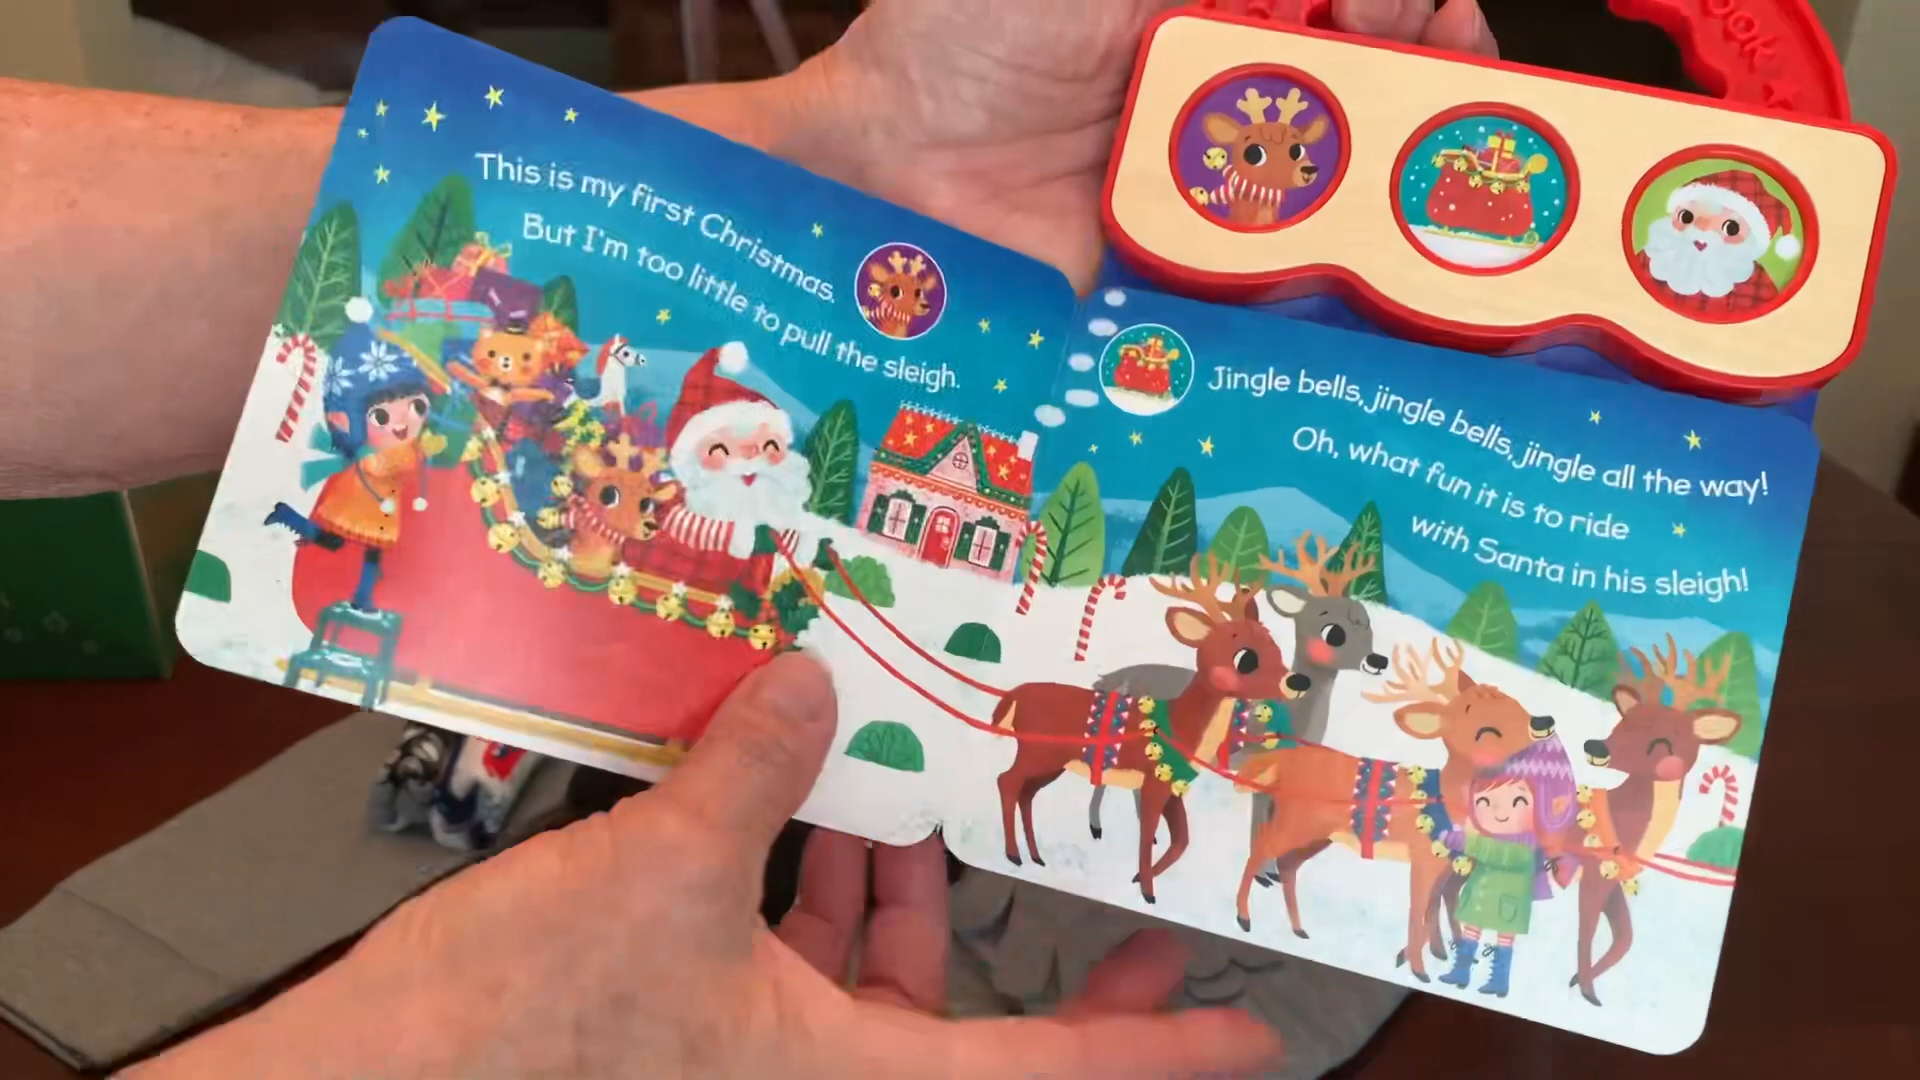 This is my first Christmas.
But I'm too little to pull the sleigh.
Jingle bells, jingle bells, jingle all the way!
Oh, what fun it is to ride
with Santa in his sleigh!